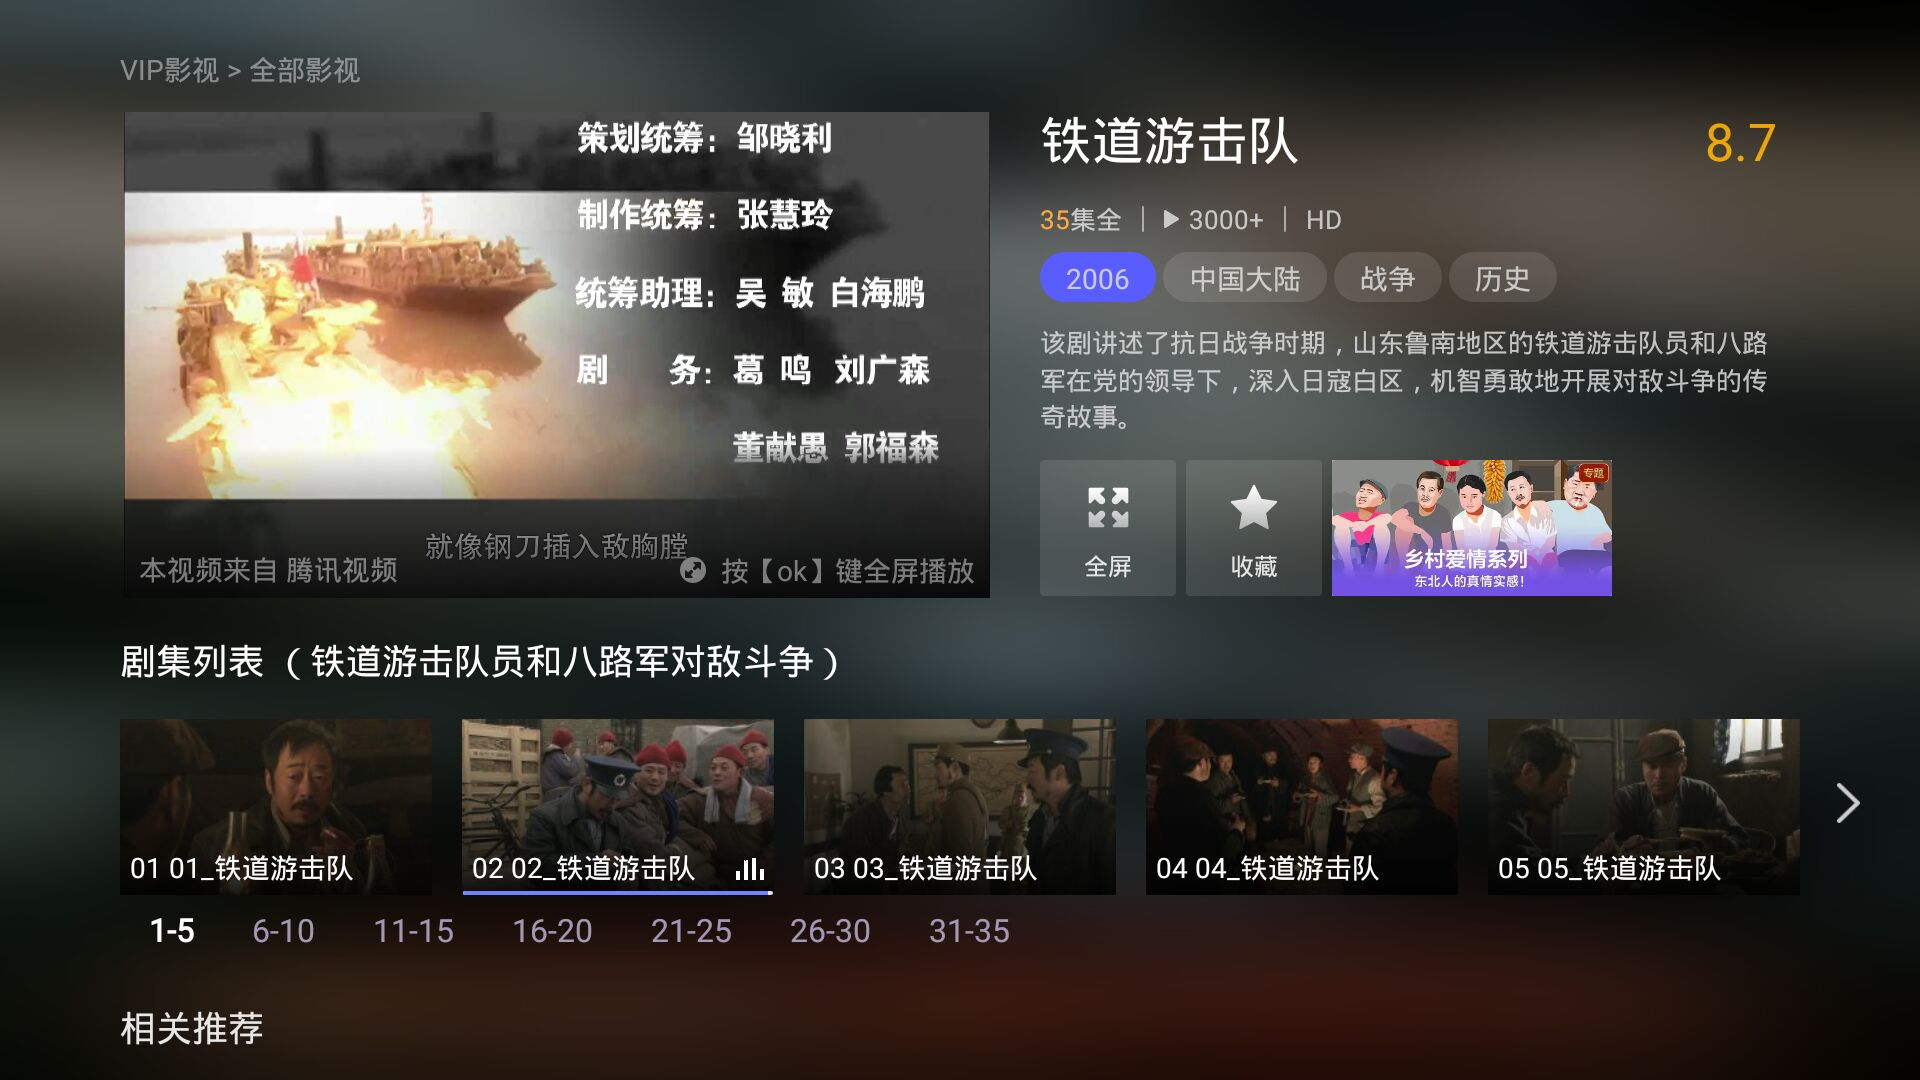 VIP影视 > 全部影视
策划统筹：邹晓利
制作统筹：张慧玲
统筹助理：吴 敏 白海鹏
剧 务：葛 鸣 刘广森
董献愚 郭福森
就像钢刀插入敌胸膛
本视频来自 腾讯视频
按【ok】键全屏播放
铁道游击队
8.7
35集全 | 3000+ | HD
2006 中国大陆 战争 历史
该剧讲述了抗日战争时期，山东鲁南地区的铁道游击队员和八路
军在党的领导下，深入日寇白区，机智勇敢地开展对敌斗争的传
奇故事。
全屏
收藏
专题
乡村爱情系列
东北人的真情实感！
剧集列表 （铁道游击队员和八路军对敌斗争）
01 01_铁道游击队
02 02_铁道游击队
03 03_铁道游击队
04 04_铁道游击队
05 05_铁道游击队
1-5 6-10 11-15 16-20 21-25 26-30 31-35
相关推荐